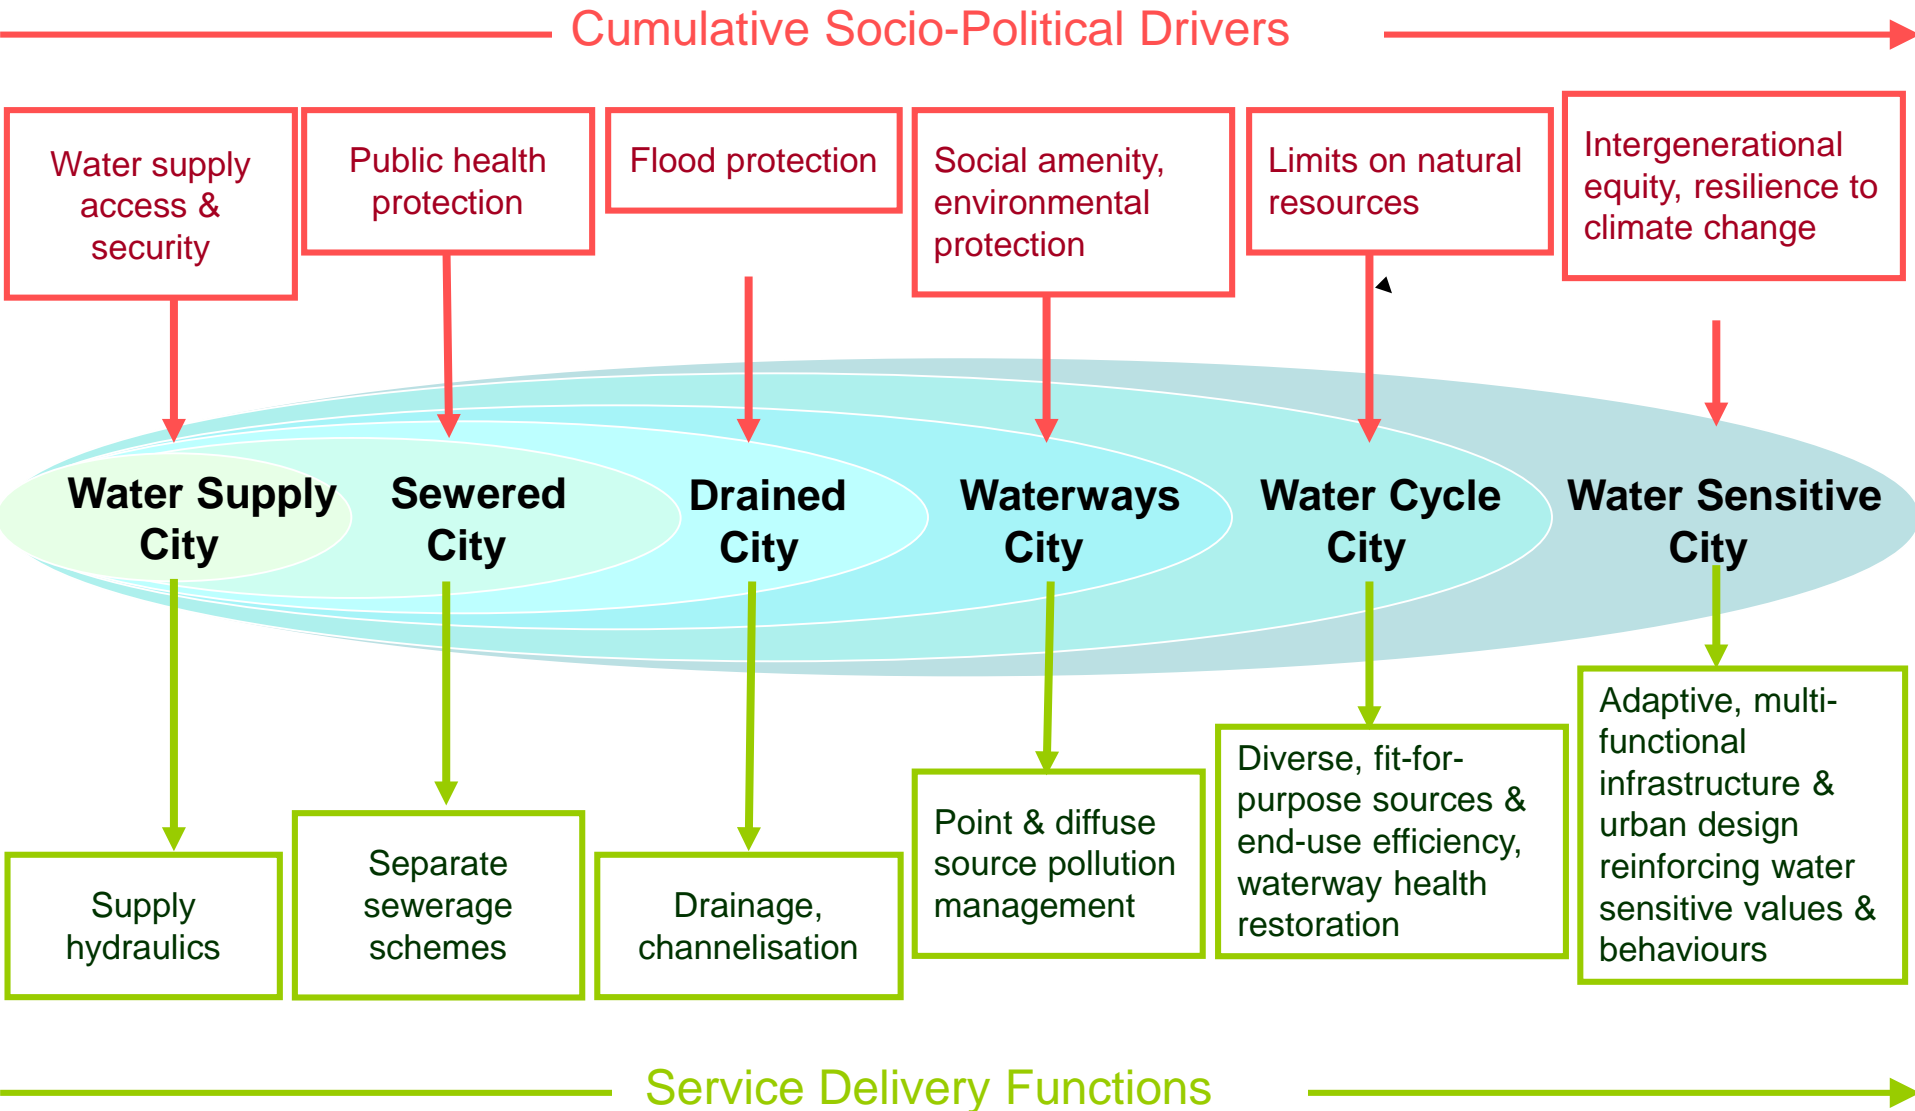 Cumulative Socio-Political Drivers
Water supply
access &
security
Public health
protection
Flood protection
Social amenity,
environmental
protection
Limits on natural
resources
Intergenerational
equity, resilience to
climate change
Water Supply
City
Sewered
City
Drained
City
Waterways
City
Water Cycle
City
Water Sensitive
City
Supply
hydraulics
Separate
sewerage
schemes
Drainage,
channelisation
Point & diffuse
source pollution
management
Diverse, fit-for-
purpose sources &
end-use efficiency,
waterway health
restoration
Adaptive, multi-
functional
infrastructure &
urban design
reinforcing water
sensitive values &
behaviours
Service Delivery Functions